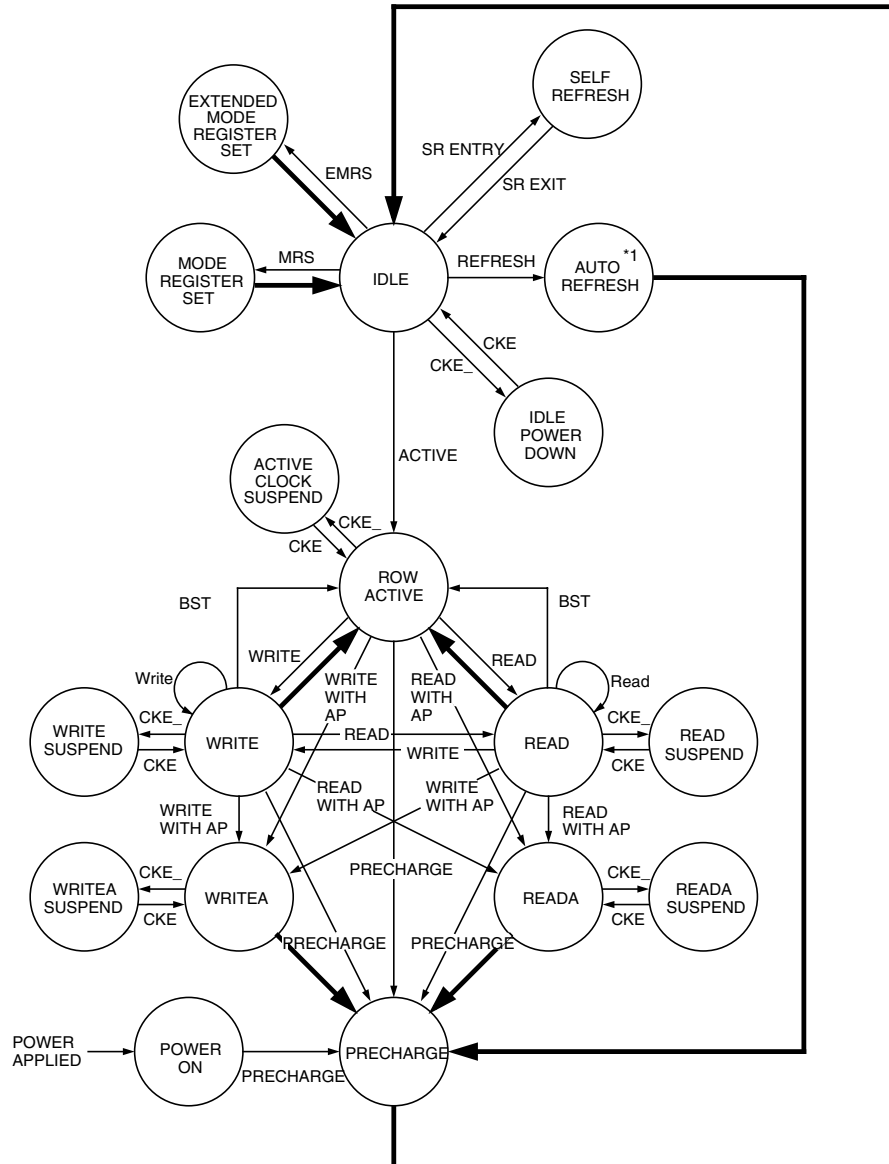 SELF
REFRESH
EXTENDED
MODE
REGISTER
SET
SR ENTRY
EMRS
SR EXIT
MODE
REGISTER
SET
MRS
IDLE
REFRESH
AUTO *1
REFRESH
CKE
CKE_
IDLE
POWER
DOWN
ACTIVE
ACTIVE
CLOCK
SUSPEND
CKE_
CKE
ROW
ACTIVE
BST
BST
WRITE
READ
Write
WRITE
WITH
AP
READ
WITH
AP
Read
WRITE
SUSPEND
CKE_
CKE
WRITE
READ
WRITE
READ
CKE_
CKE
READ
SUSPEND
WRITE
WITH AP
READ
WITH AP
WRITE
WITH AP
READ
WITH AP
WRITEA
SUSPEND
CKE_
CKE
WRITEA
PRECHARGE
READA
CKE_
CKE
READA
SUSPEND
PRECHARGE
PRECHARGE
POWER
APPLIED
POWER
ON
PRECHARGE
PRECHARGE